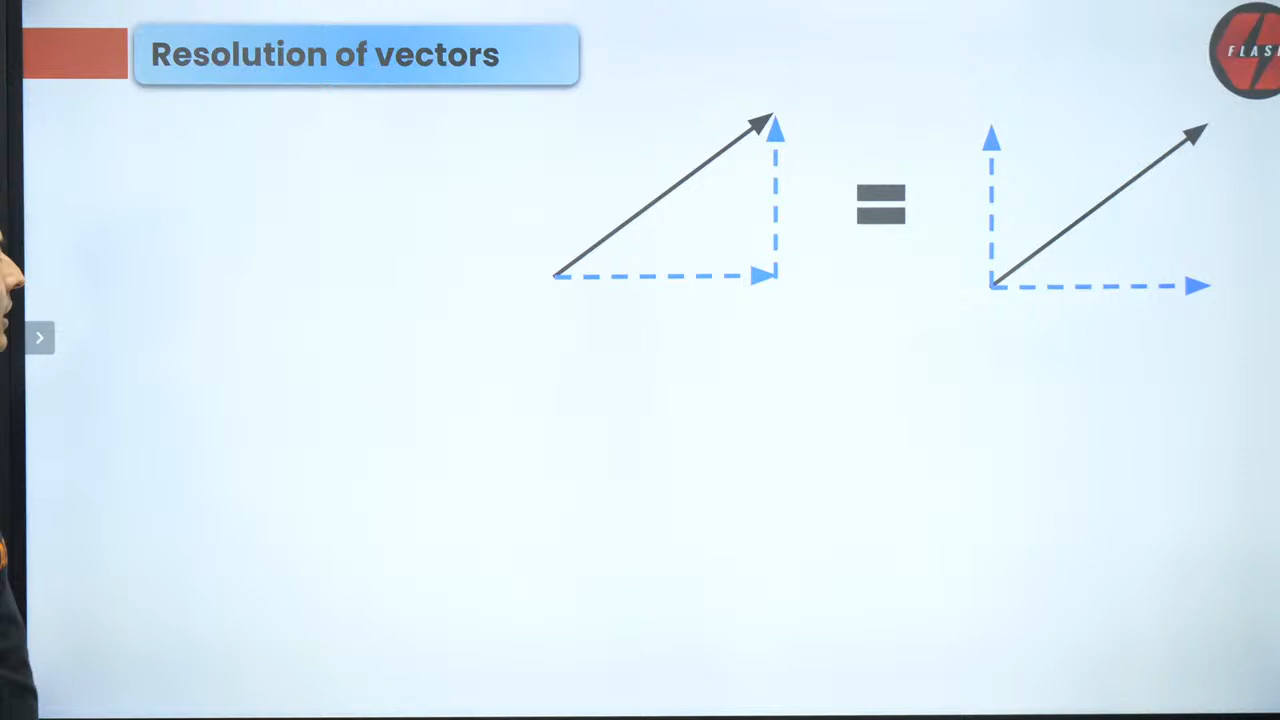 Resolution of vectors
=